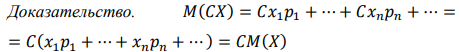 Доказательство. M(CX) = Cx₁p₁ + ⋯ + Cxₙpₙ + ⋯ =
= C(x₁p₁ + ⋯ + xₙpₙ + ⋯) = CM(X)